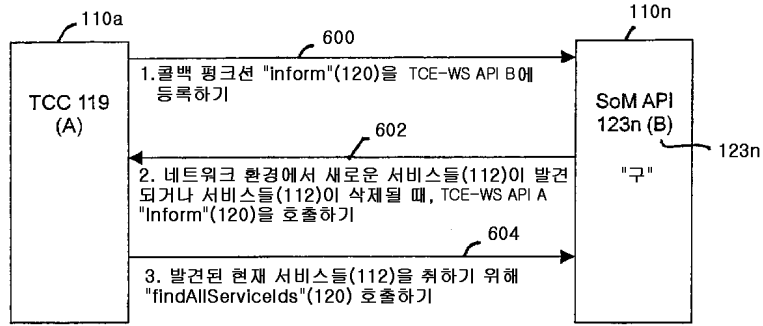 110a
110n
600
1.콜백 펑크션 "inform"(120)을 TCE-WS API B에
등록하기
TCC 119
(A)
SoM API
123n (B)
123n
"구"
602
2. 네트워크 환경에서 새로운 서비스들(112)이 발견
되거나 서비스들(112)이 삭제될 때, TCE-WS API A
"Inform"(120)을 호출하기
604
3. 발견된 현재 서비스들(112)을 취하기 위해
"findAllServiceIds"(120) 호출하기